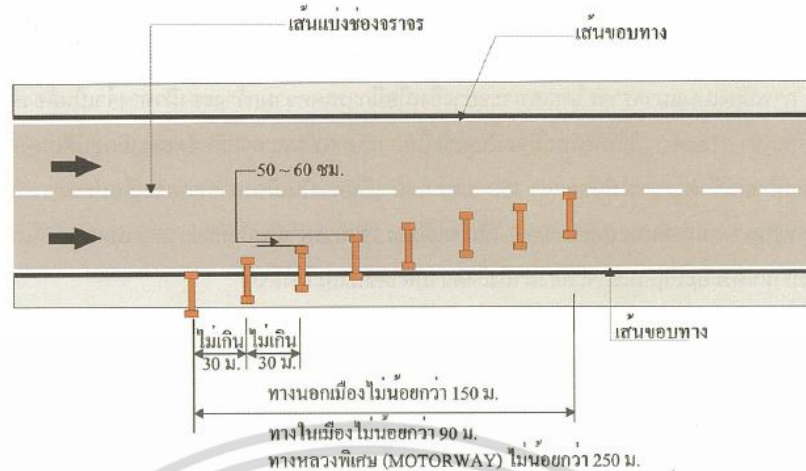 เส้นแบ่งช่องจราจร
เส้นขอบทาง
50 ~ 60 ซม.
เส้นขอบทาง
ไม่เกิน ไม่เกิน
30 ม. 30 ม.
ทางนอกเมืองไม่น้อยกว่า 150 ม.
ทางในเมืองไม่น้อยกว่า 90 ม.
ทางหลวงพิเศษ (MOTORWAY) ไม่น้อยกว่า 250 ม.